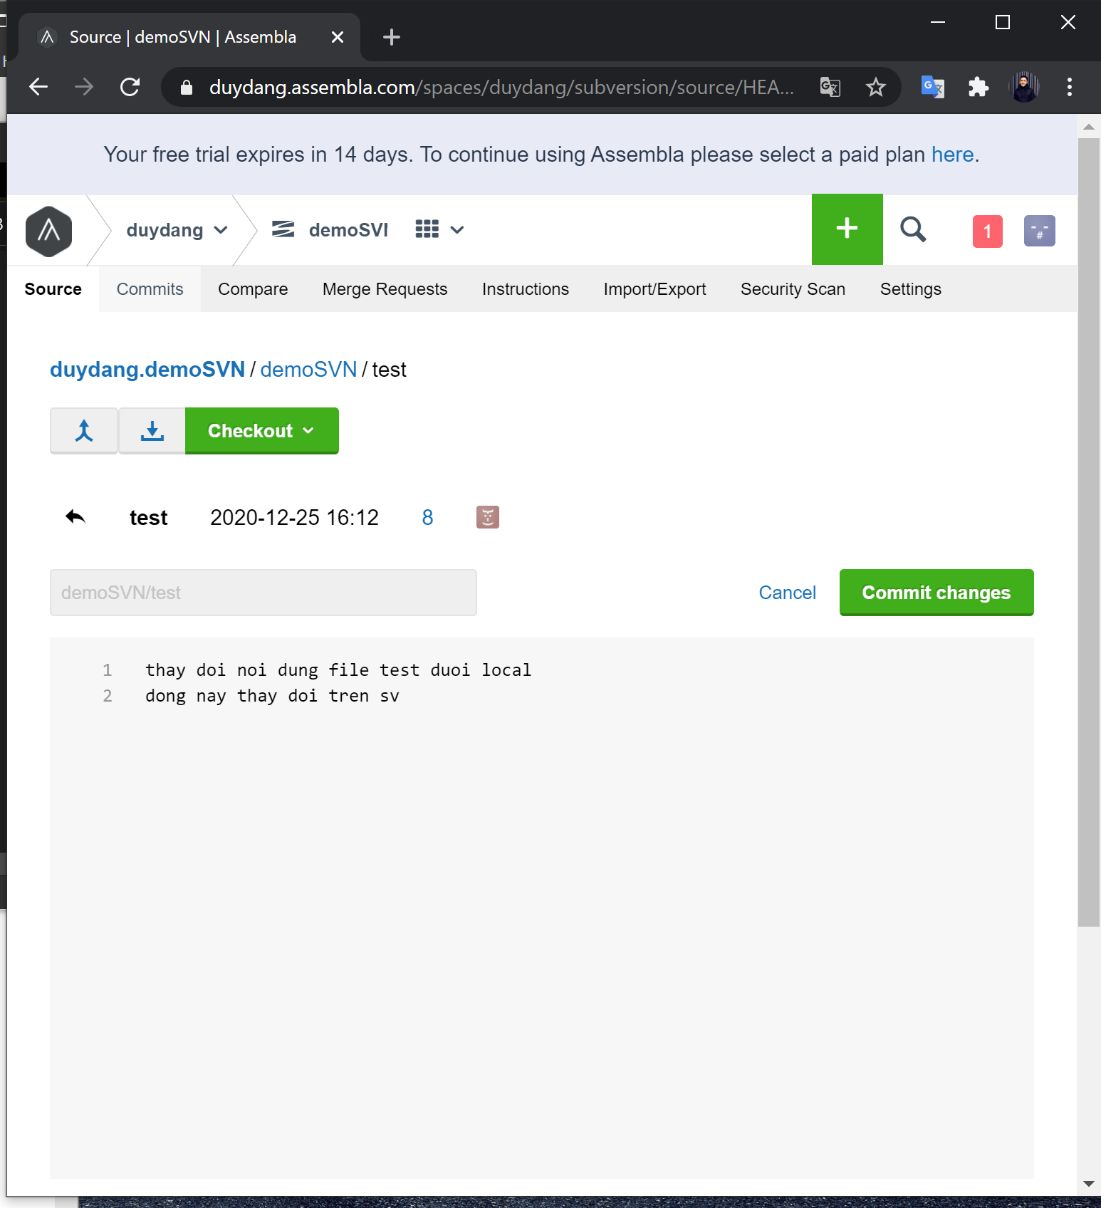 Source | demoSVN | Assembla
duydang.assembla.com/spaces/duydang/subversion/source/HEA...
Your free trial expires in 14 days. To continue using Assembla please select a paid plan here.
duydang demoSVI + 1
Source Commits Compare Merge Requests Instructions Import/Export Security Scan Settings
duydang.demoSVN / demoSVN / test
Checkout
test 2020-12-25 16:12 8
demoSVN/test Cancel Commit changes
1 thay doi noi dung file test duoi local
2 dong nay thay doi tren sv